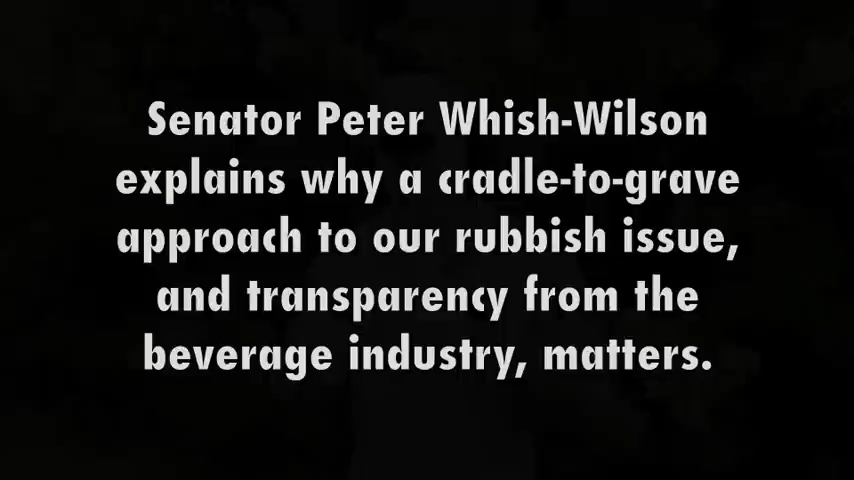 Senator Peter Whish-Wilson
explains why a cradle-to-grave
approach to our rubbish issue,
and transparency from the
beverage industry, matters.